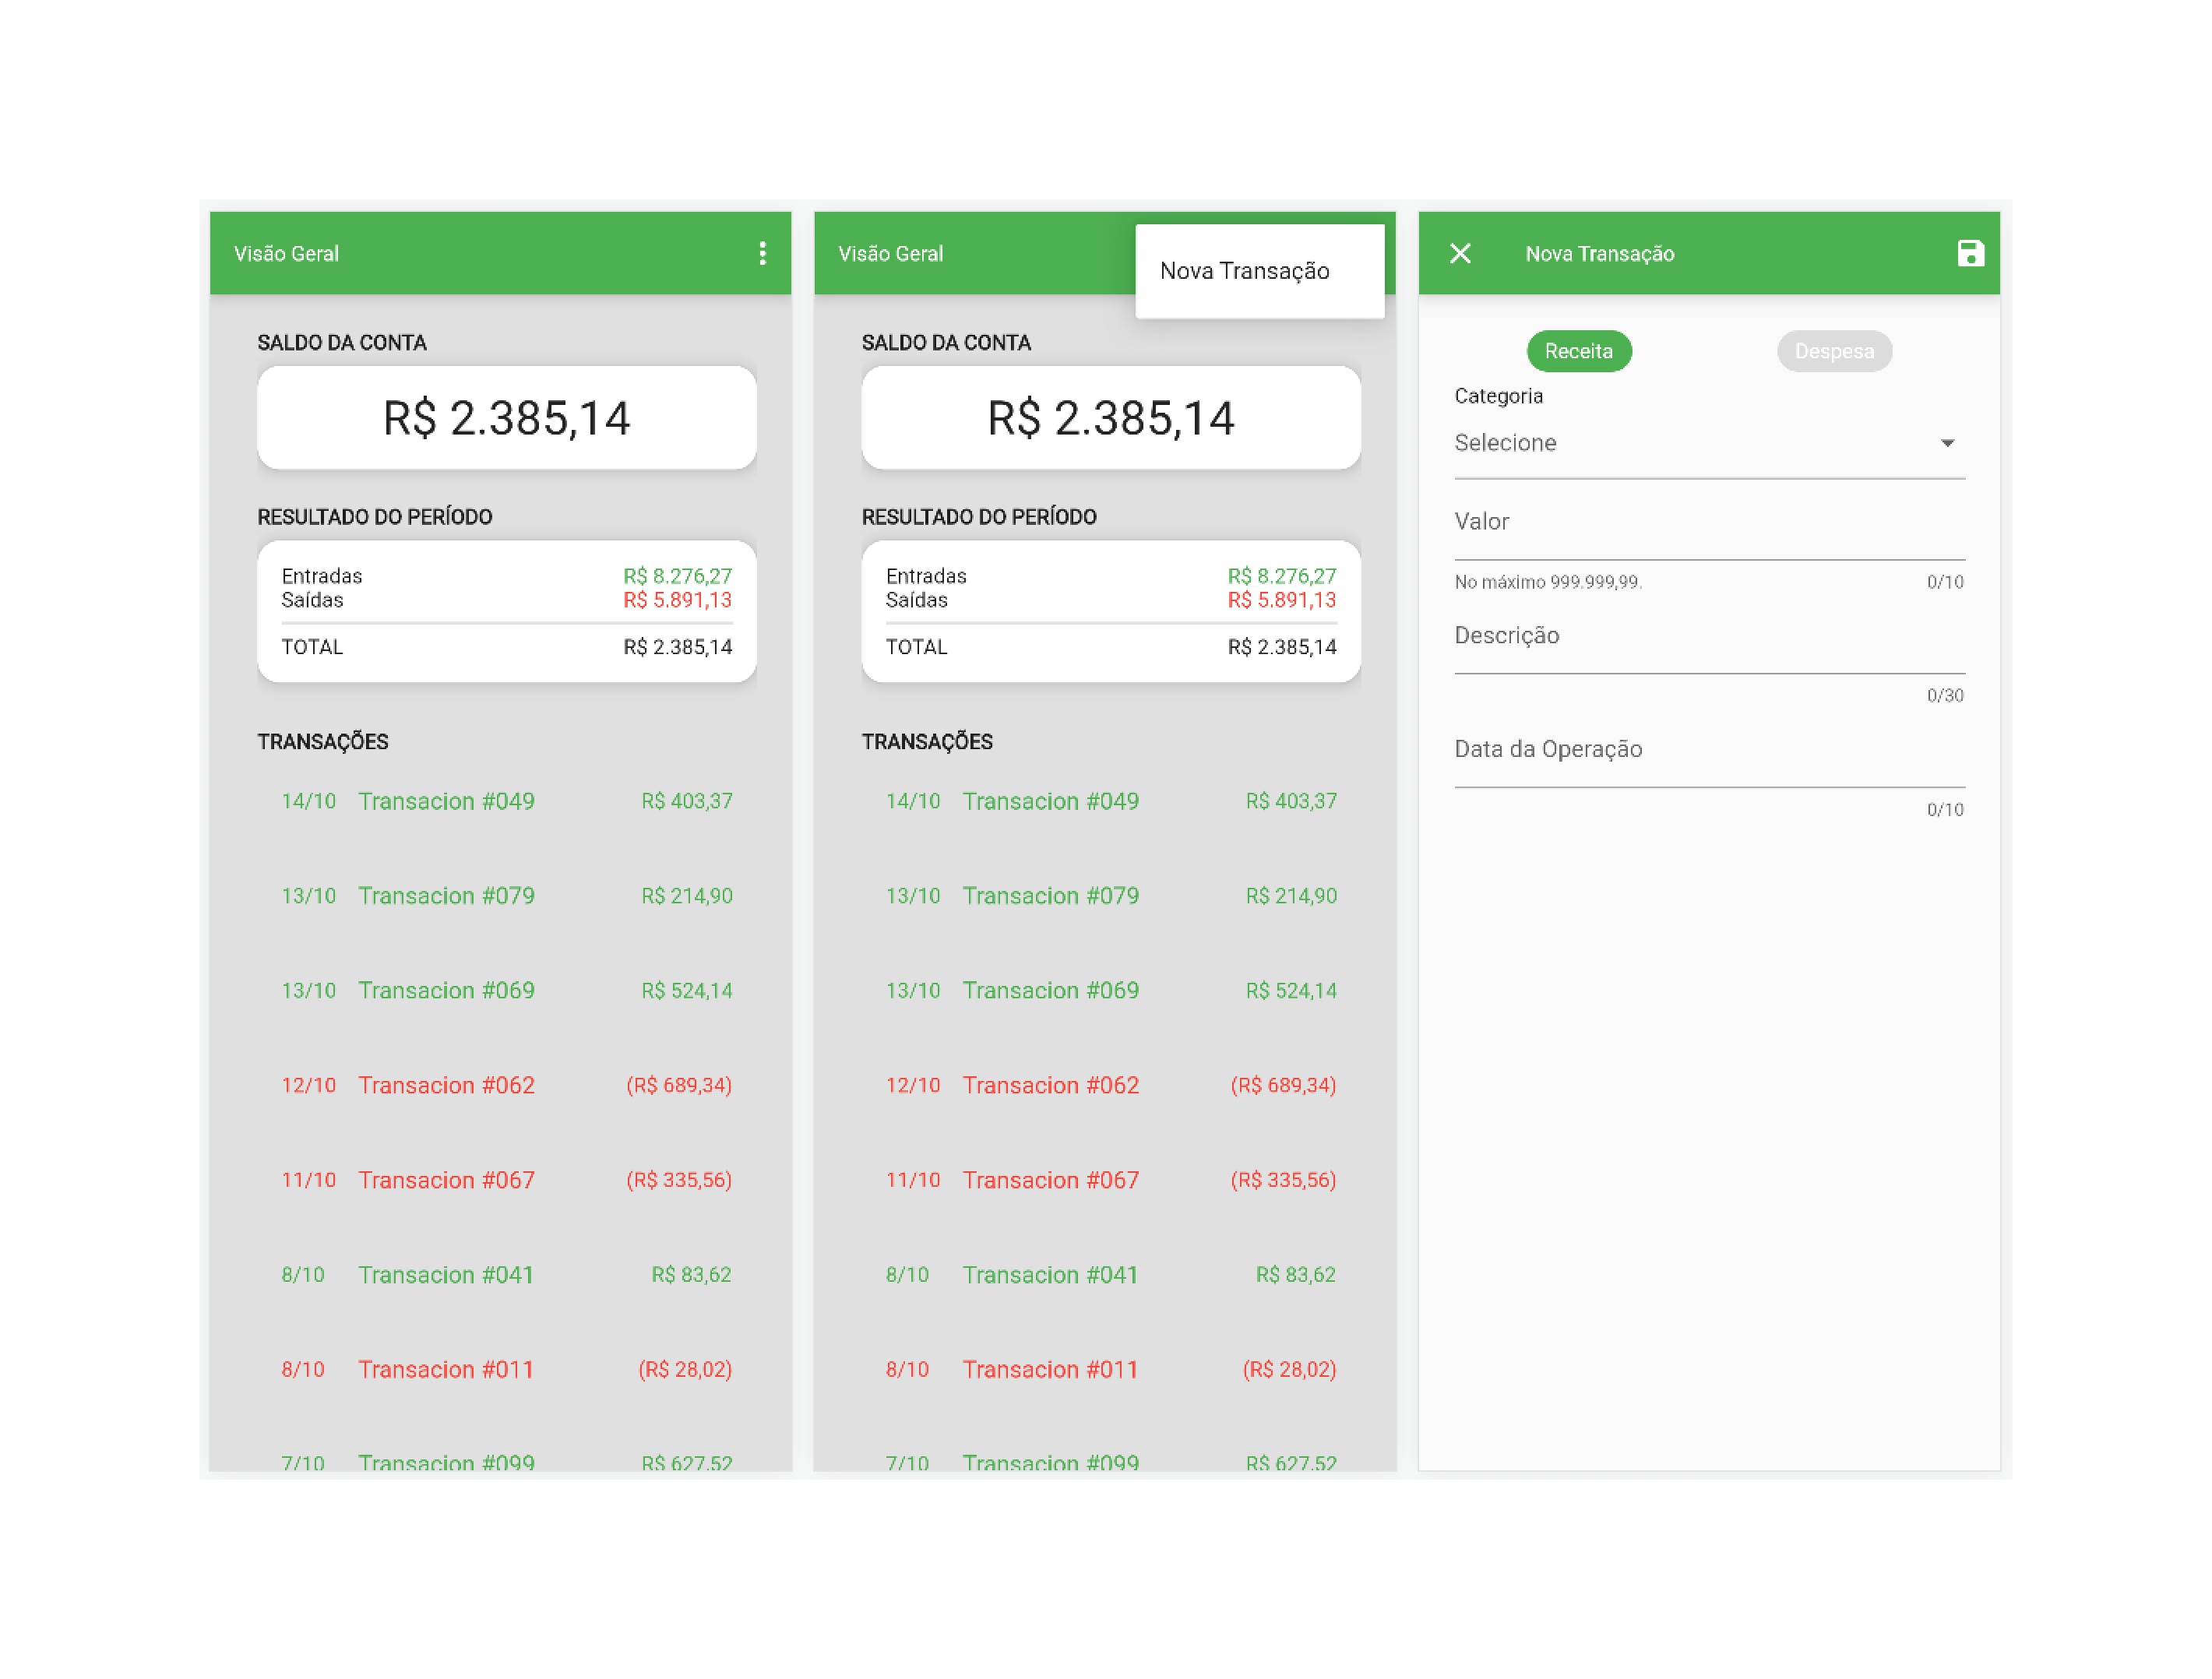 Visão Geral
SALDO DA CONTA
R$ 2.385,14
RESULTADO DO PERÍODO
Entradas R$ 8.276,27
Saídas R$ 5.891,13
TOTAL R$ 2.385,14
TRANSAÇÕES
14/10 Transacion #049 R$ 403,37
13/10 Transacion #079 R$ 214,90
13/10 Transacion #069 R$ 524,14
12/10 Transacion #062 (R$ 689,34)
11/10 Transacion #067 (R$ 335,56)
8/10 Transacion #041 R$ 83,62
8/10 Transacion #011 (R$ 28,02)
7/10 Transacion #099 R$ 627,52
Visão Geral
Nova Transação
SALDO DA CONTA
R$ 2.385,14
RESULTADO DO PERÍODO
Entradas R$ 8.276,27
Saídas R$ 5.891,13
TOTAL R$ 2.385,14
TRANSAÇÕES
14/10 Transacion #049 R$ 403,37
13/10 Transacion #079 R$ 214,90
13/10 Transacion #069 R$ 524,14
12/10 Transacion #062 (R$ 689,34)
11/10 Transacion #067 (R$ 335,56)
8/10 Transacion #041 R$ 83,62
8/10 Transacion #011 (R$ 28,02)
7/10 Transacion #099 R$ 627,52
Nova Transação
Receita Despesa
Categoria
Selecione
Valor
No máximo 999.999,99. 0/10
Descrição
0/30
Data da Operação
0/10